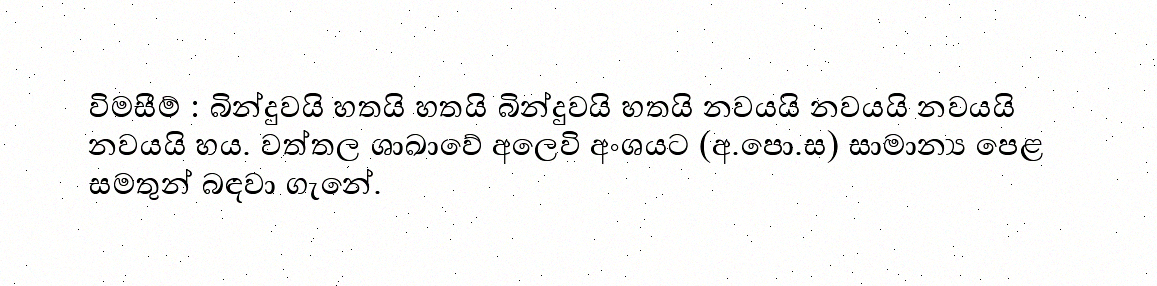 විමසීම් : බින්දුවයි හතයි හතයි බින්දුවයි හතයි නවයයි නවයයි නවයයි
නවයයි හය. වත්තල ශාඛාවේ අලෙවි අංශයට (අ.පො.ස) සාමාන්‍ය පෙළ
සමතුන් බඳවා ගැනේ.